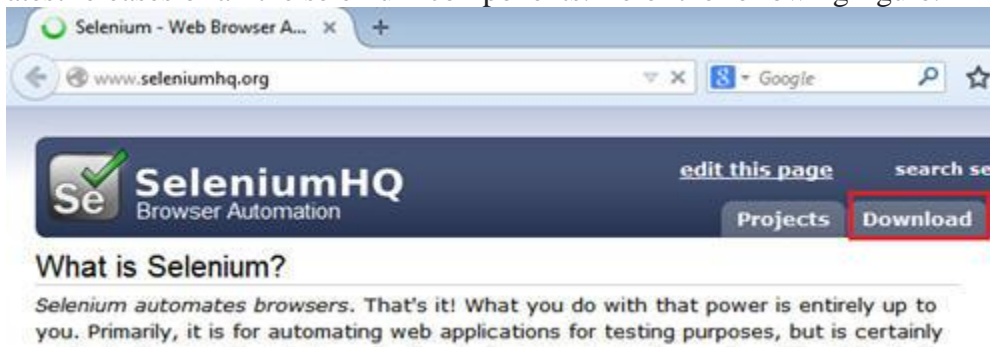 Selenium - Web Browser A... × +
www.seleniumhq.org
8 Google
Se SeleniumHQ
Browser Automation
edit this page search se
Projects Download
What is Selenium?
Selenium automates browsers. That's it! What you do with that power is entirely up to
you. Primarily, it is for automating web applications for testing purposes, but is certainly